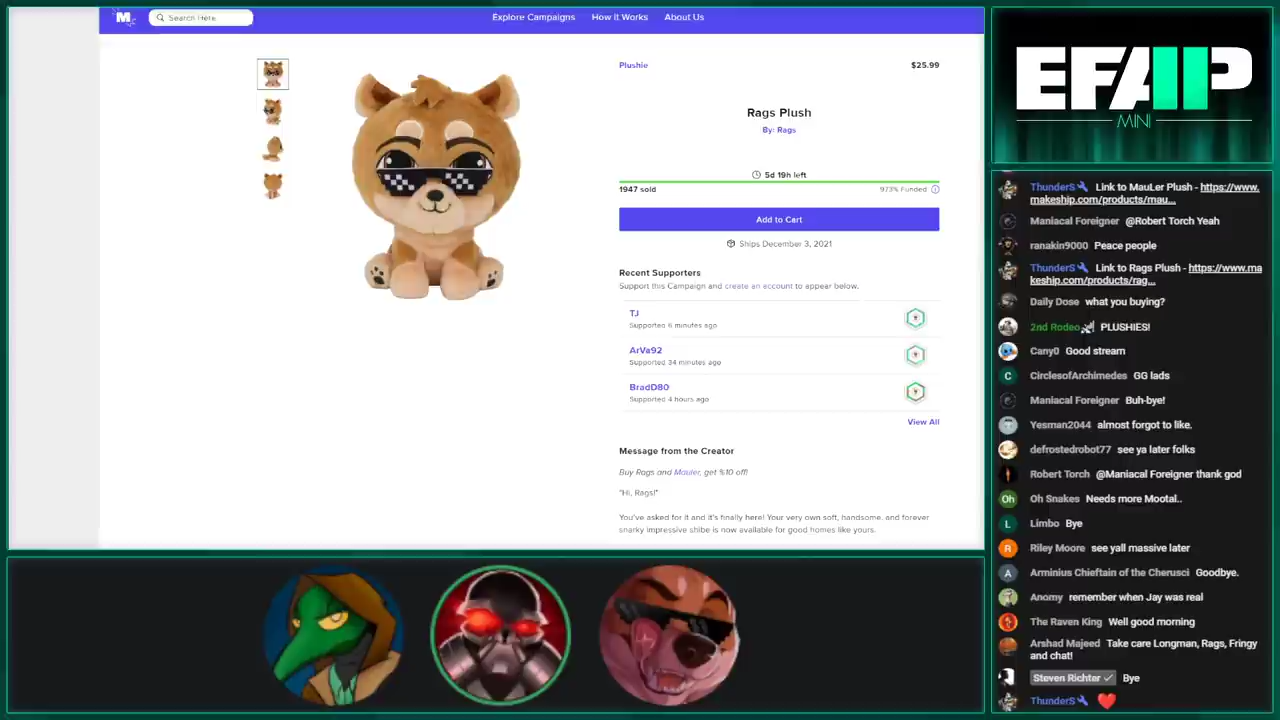 M
Search Here
Explore Campaigns
How It Works
About Us
Plushie
$25.99
Rags Plush
By: Rags
5d 19h left
1947 sold
973% Funded
Add to Cart
Ships December 3, 2021
Recent Supporters
Support this Campaign and create an account to appear below.
TJ
Supported 6 minutes ago
ArVa92
Supported 34 minutes ago
BradD80
Supported 4 hours ago
View All
Message from the Creator
Buy Rags and Mauler, get %10 off!
"Hi, Rags!"
You've asked for it and it's finally here! Your very own soft, handsome, and forever
snarky impressive shibe is now available for good homes like yours.
EFAP
MINI
ThunderS Link to MauLer Plush - https://www.
makeship.com/products/mau...
Maniacal Foreigner @Robert Torch Yeah
ranakin9000 Peace people
ThunderS Link to Rags Plush - https://www.ma
keship.com/products/rag...
Daily Dose what you buying?
2nd Rodeo PLUSHIES!
Cany0 Good stream
C
CirclesofArchimedes GG lads
Maniacal Foreigner Buh-bye!
Yesman2044 almost forgot to like.
defrostedrobot77 see ya later folks
Robert Torch @Maniacal Foreigner thank god
Oh
Oh Snakes Needs more Mootal..
L
Limbo Bye
R
Riley Moore see yall massive later
A
Arminius Chieftain of the Cherusci Goodbye.
Anomy remember when Jay was real
The Raven King Well good morning
Arshad Majeed Take care Longman, Rags, Fringy
and chat!
Steven Richter Bye
ThunderS